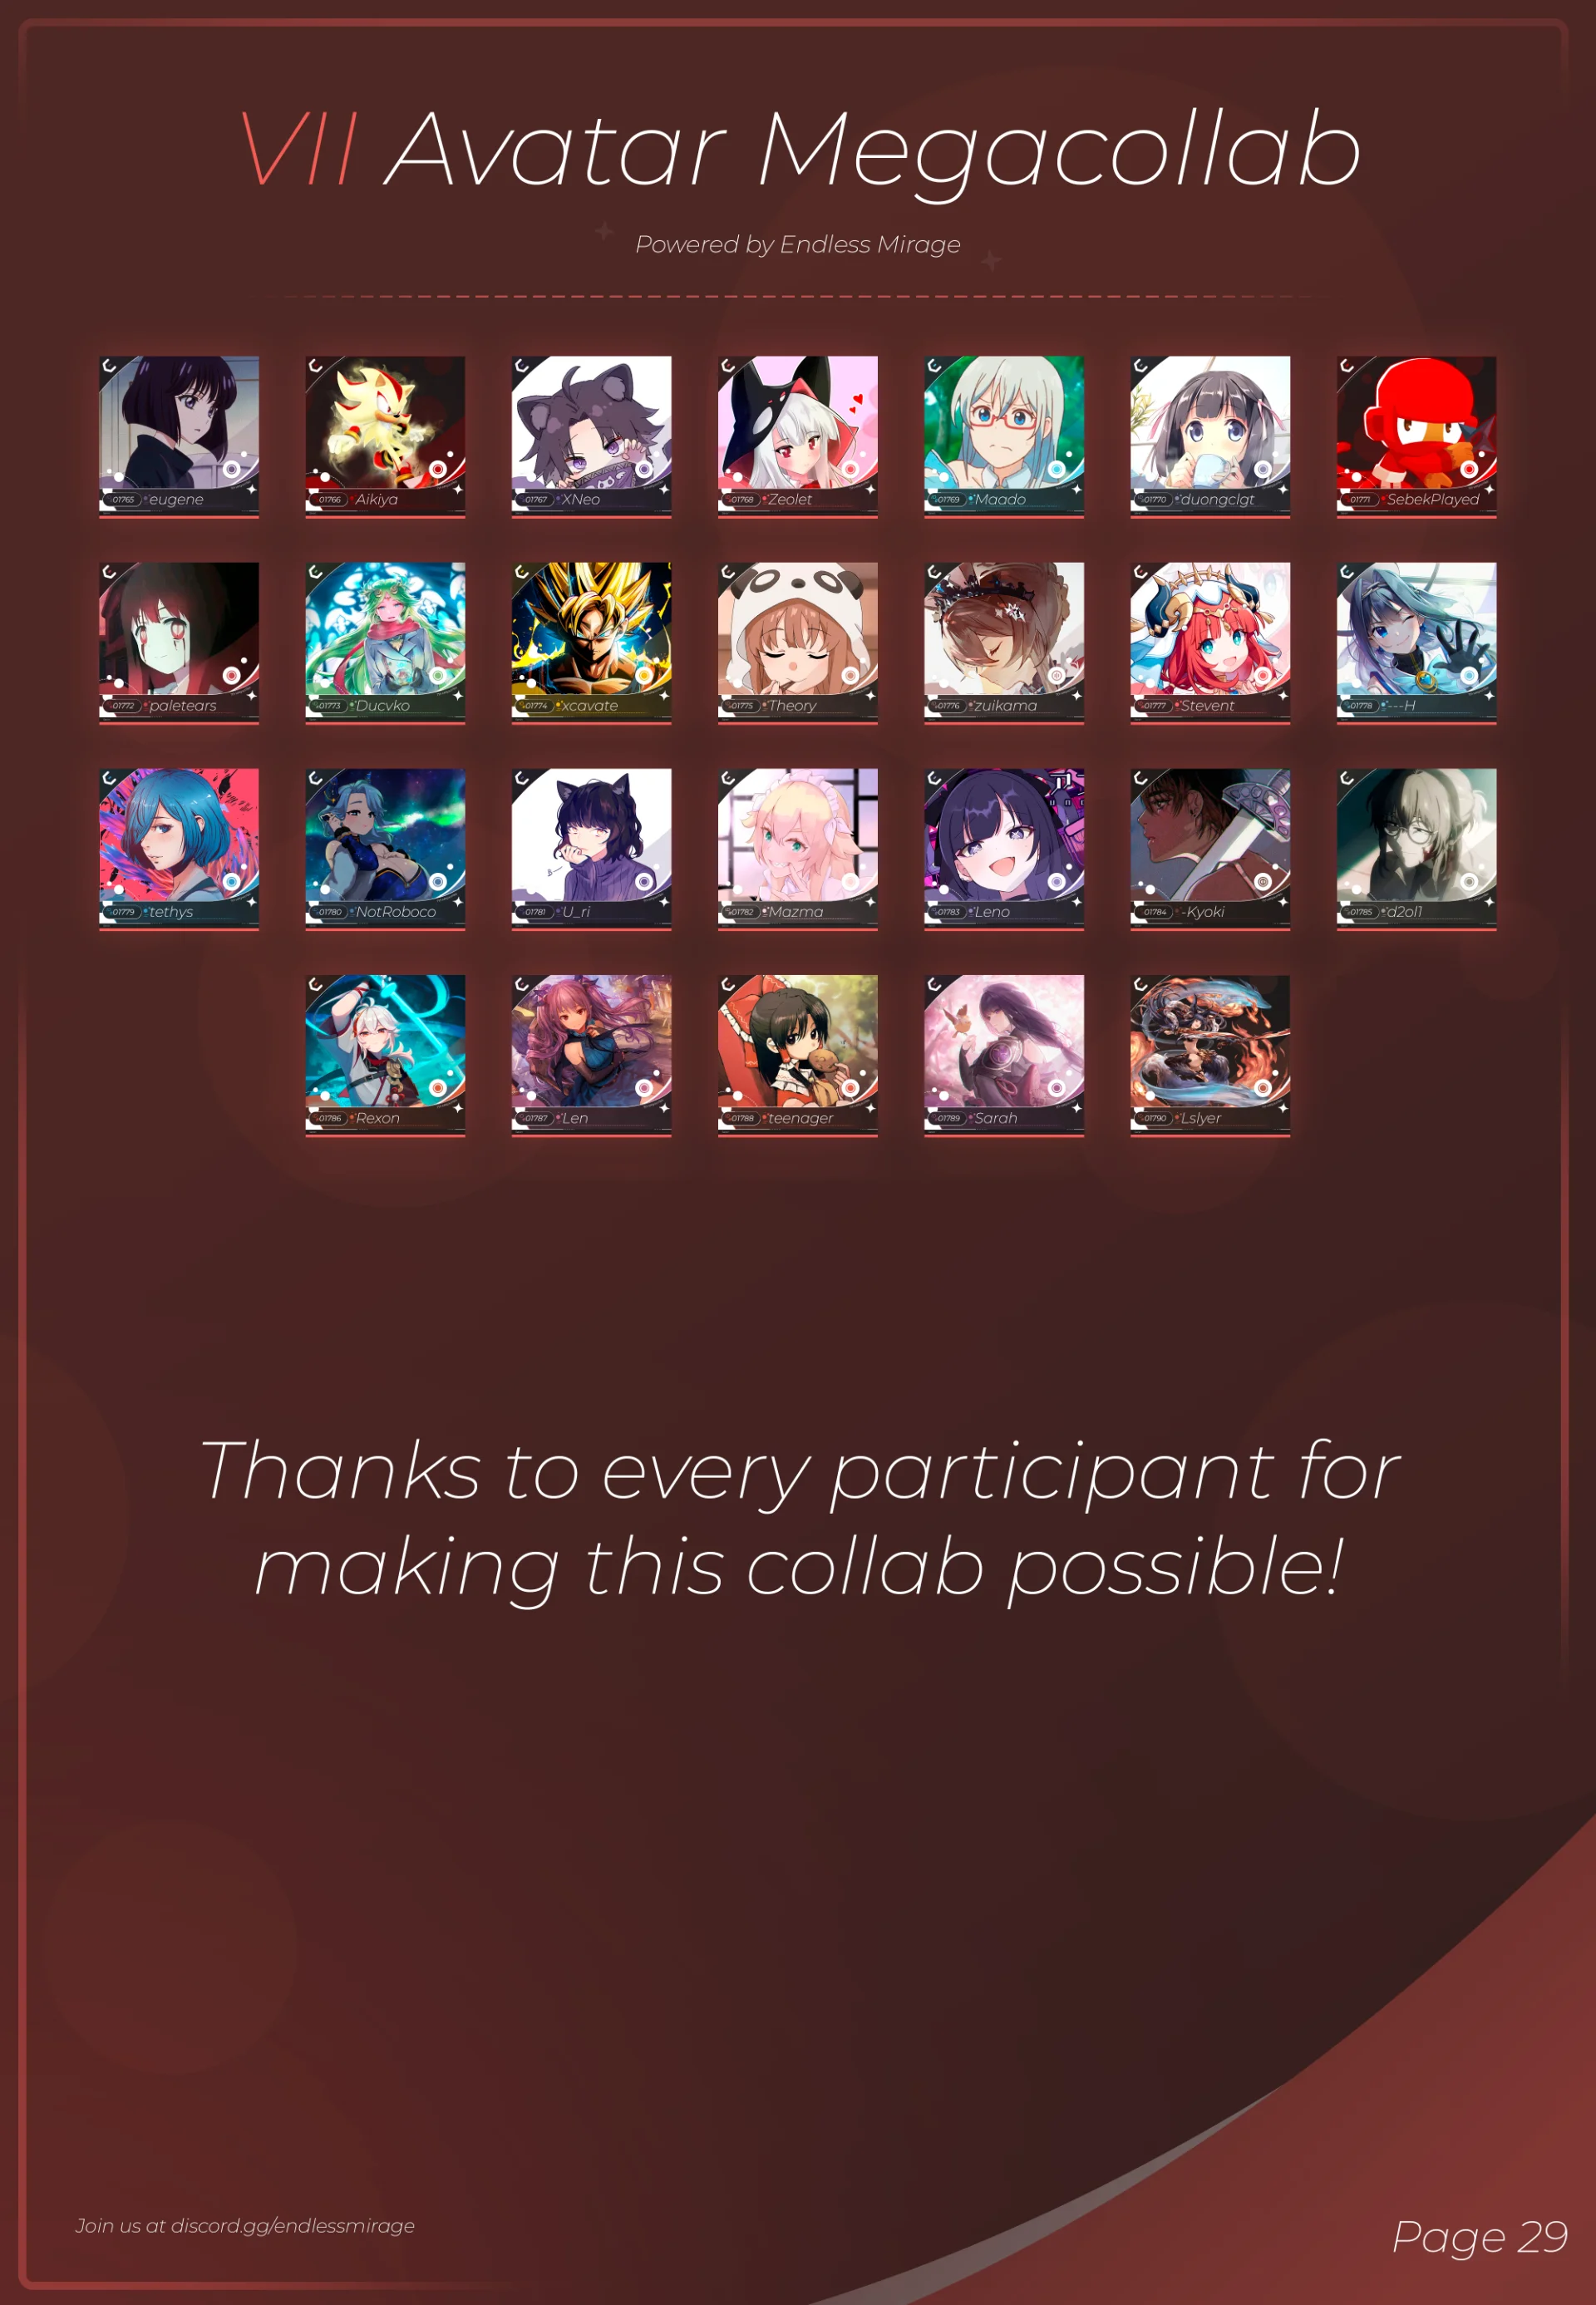 VII Avatar Megacollab
Powered by Endless Mirage
01765 eugene
01766 Aikiya
01767 XNeo
01768 Zeolet
01769 Maado
01770 duongclgt
01771 SebekPlayed
01772 paletears
01773 Ducvko
01774 xcavate
01775 Theory
01776 zuikama
01777 Stevent
01778 ---H
01779 tethys
01780 NotRoboco
01781 U_ri
01782 Mazma
01783 Leno
01784 -Kyoki
01785 d2ol1
01786 Rexon
01787 Len
01788 teenager
01789 Sarah
01790 Lslyer
Thanks to every participant for
making this collab possible!
Join us at discord.gg/endlessmirage
Page 29